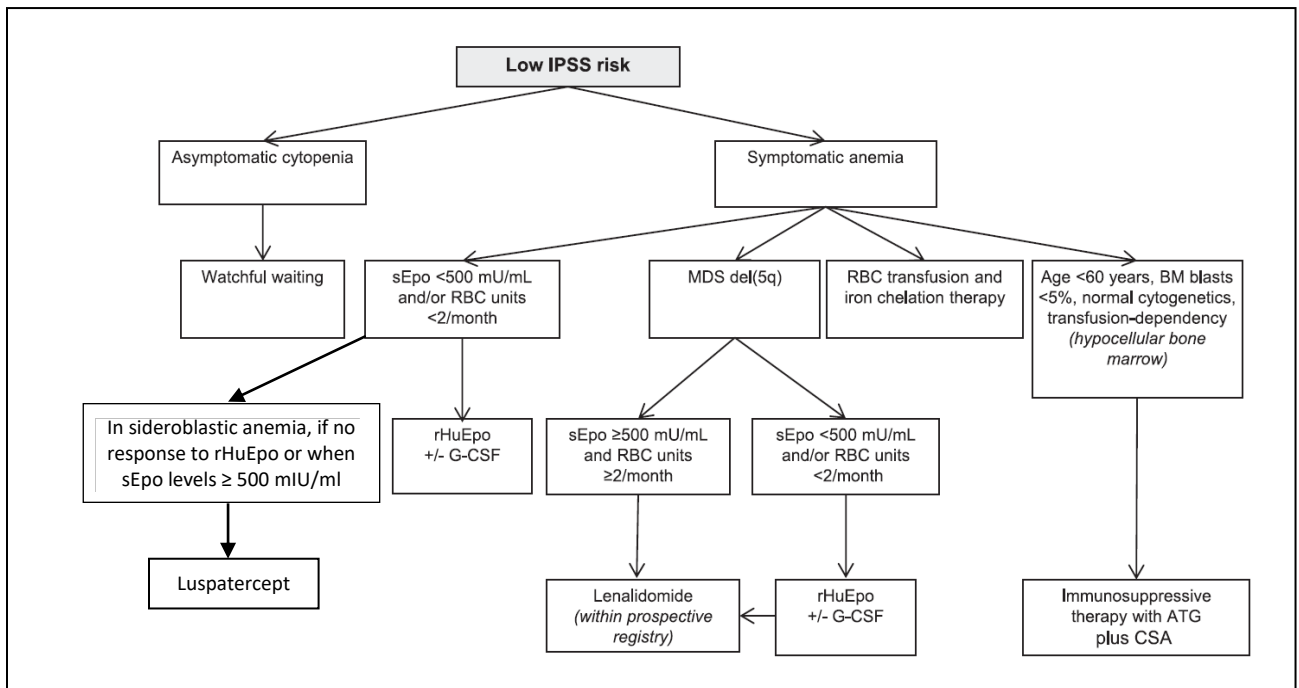 Low IPSS risk
Asymptomatic cytopenia
Symptomatic anemia
Watchful waiting
sEpo <500 mU/mL
and/or RBC units
<2/month
MDS del(5q)
RBC transfusion and
iron chelation therapy
Age <60 years, BM blasts
<5%, normal cytogenetics,
transfusion-dependency
(hypocellular bone
marrow)
In sideroblastic anemia, if no
response to rHuEpo or when
sEpo levels ≥ 500 mIU/ml
rHuEpo
+/- G-CSF
sEpo ≥500 mU/mL
and RBC units
≥2/month
sEpo <500 mU/mL
and/or RBC units
<2/month
Luspatercept
Lenalidomide
(within prospective
registry)
rHuEpo
+/- G-CSF
Immunosuppressive
therapy with ATG
plus CSA